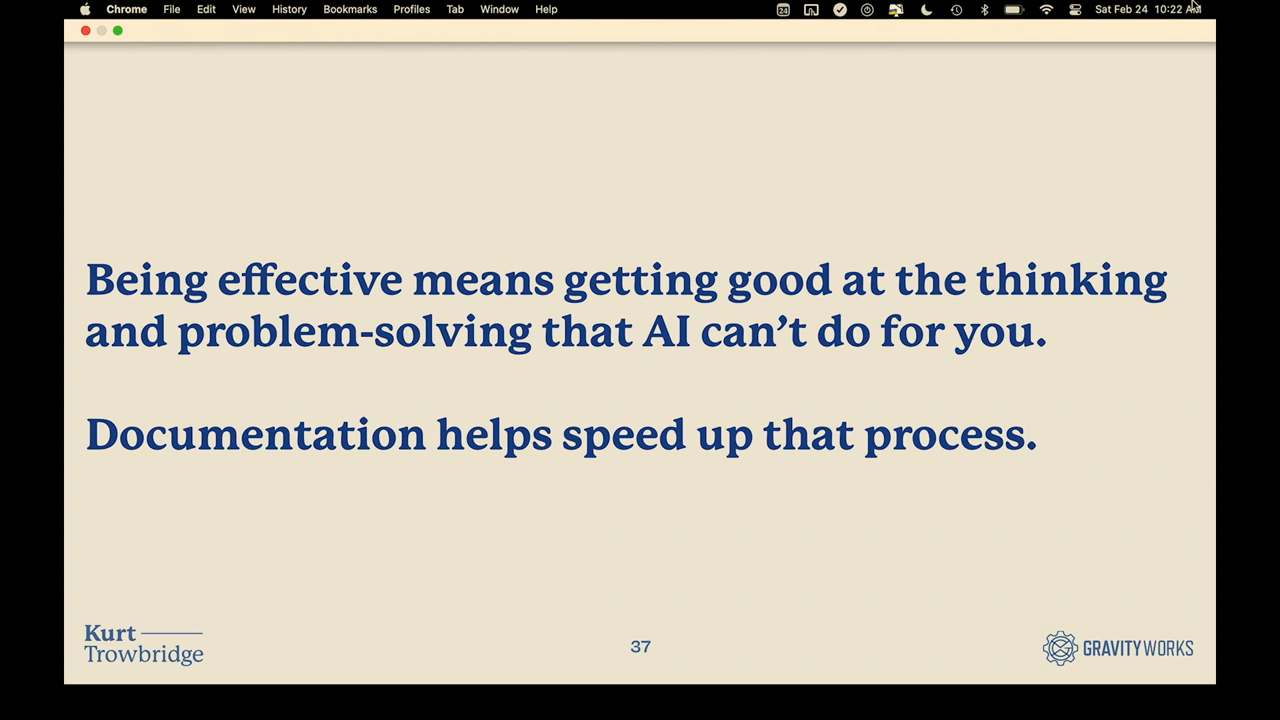 Chrome File Edit View History Bookmarks Profiles Tab Window Help 24 Sat Feb 24 10:22 AM
Being effective means getting good at the thinking
and problem-solving that AI can’t do for you.
Documentation helps speed up that process.
Kurt
Trowbridge
37
GRAVITYWORKS